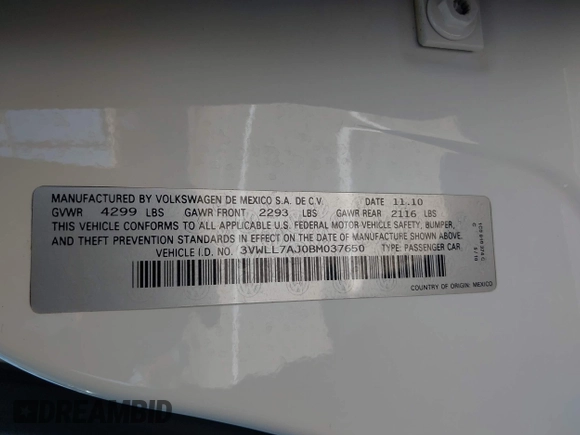 MANUFACTURED BY VOLKSWAGEN DE MEXICO S.A. DE C.V. DATE 11.10
GVWR 4299 LBS GAWR FRONT 2293 LBS GAWR REAR 2116 LBS
THIS VEHICLE CONFORMS TO ALL APPLICABLE U.S. FEDERAL MOTOR VEHICLE SAFETY, BUMPER,
AND THEFT PREVENTION STANDARDS IN EFFECT ON THE DATE OF MANUFACTURE SHOWN ABOVE.
VEHICLE I.D. NO. 3VWLL7AJ0BM037650 TYPE: PASSENGER CAR
COUNTRY OF ORIGIN: MEXICO
DREAMBID